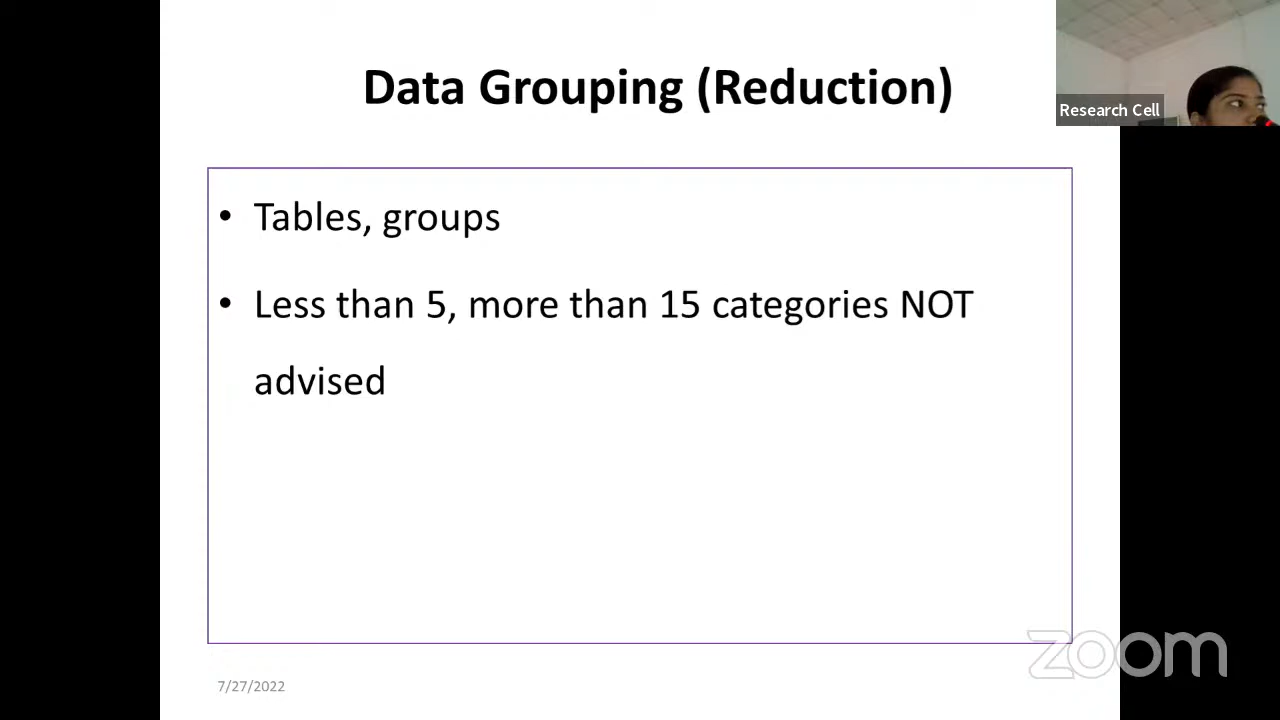 Data Grouping (Reduction)
Research Cell
• Tables, groups
• Less than 5, more than 15 categories NOT
advised
zoom
7/27/2022